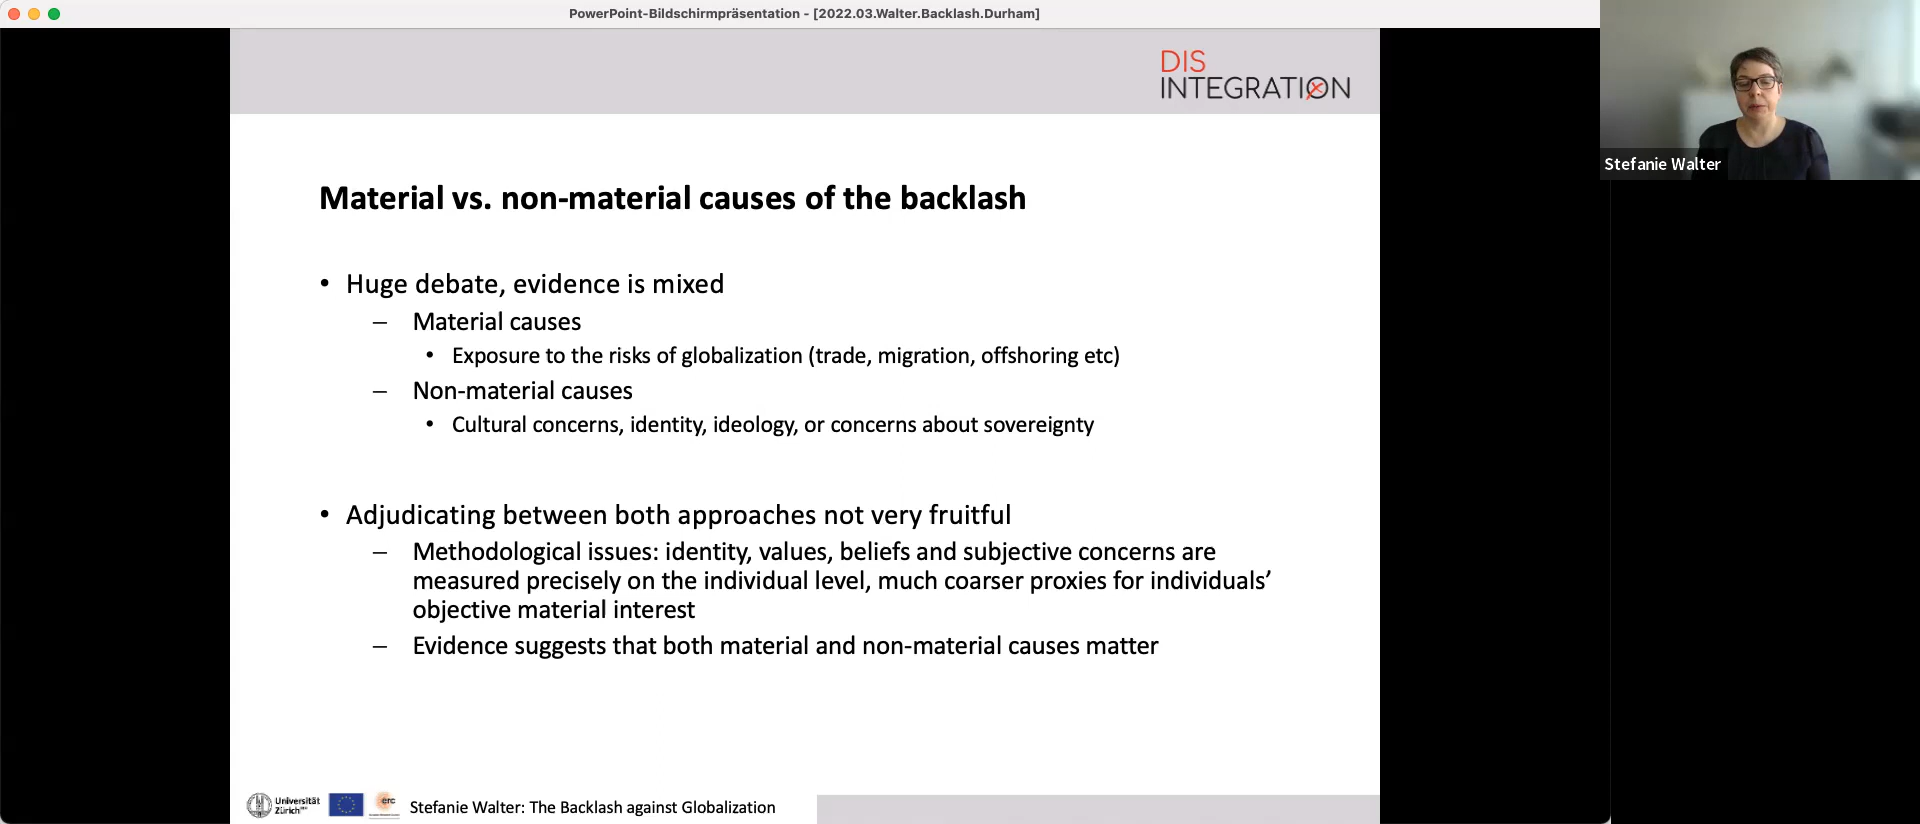 PowerPoint-Bildschirmpräsentation - [2022.03.Walter.Backlash.Durham]
DIS
INTEGRATION
Stefanie Walter
Material vs. non-material causes of the backlash
• Huge debate, evidence is mixed
– Material causes
• Exposure to the risks of globalization (trade, migration, offshoring etc)
– Non-material causes
• Cultural concerns, identity, ideology, or concerns about sovereignty
• Adjudicating between both approaches not very fruitful
– Methodological issues: identity, values, beliefs and subjective concerns are
measured precisely on the individual level, much coarser proxies for individuals’
objective material interest
– Evidence suggests that both material and non-material causes matter
Universität
Zürich
erc
Stefanie Walter: The Backlash against Globalization